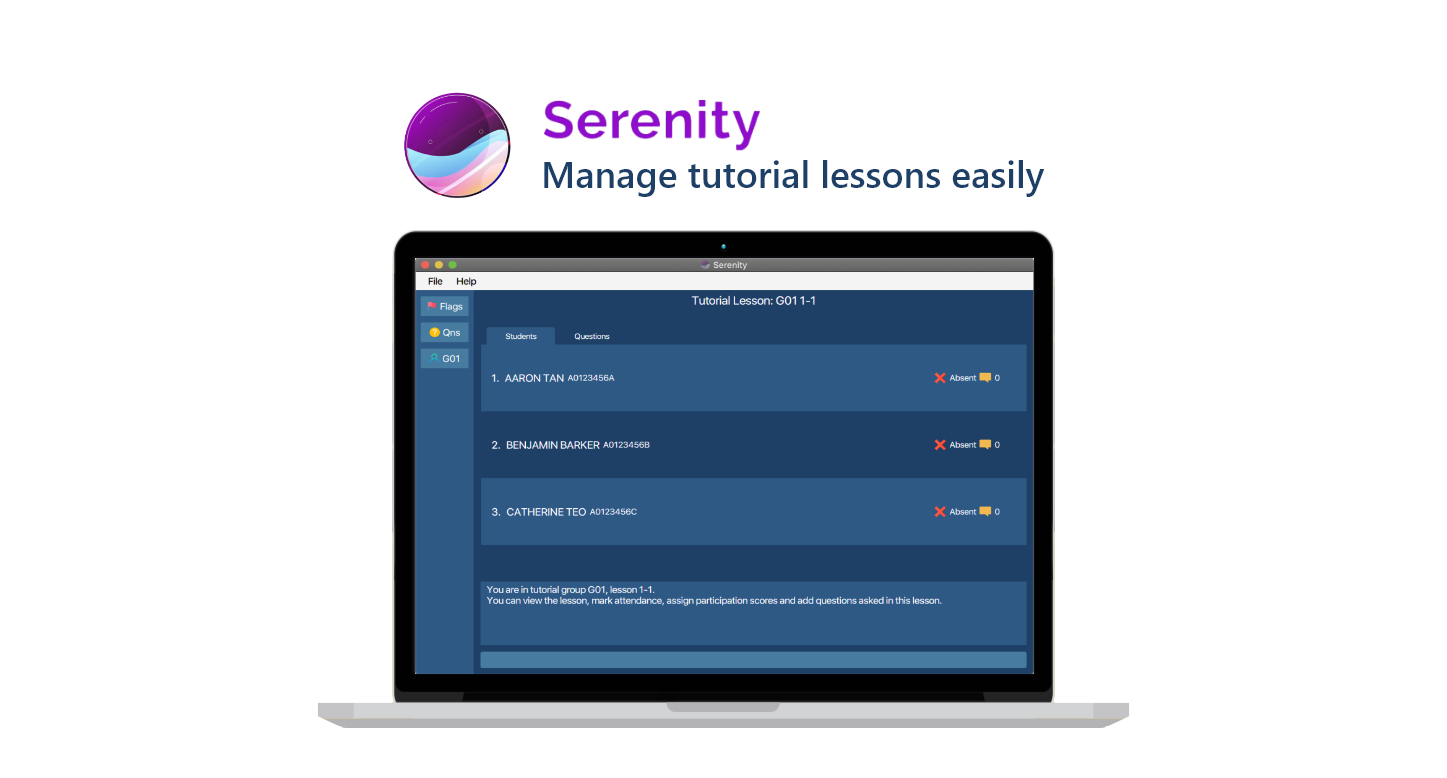 Serenity
Manage tutorial lessons easily
Serenity
File Help
Flags
Qns
G01
Tutorial Lesson: G01 1-1
Students Questions
1. AARON TAN A0123456A Absent 0
2. BENJAMIN BARKER A0123456B Absent 0
3. CATHERINE TEO A0123456C Absent 0
You are in tutorial group G01, lesson 1-1.
You can view the lesson, mark attendance, assign participation scores and add questions asked in this lesson.